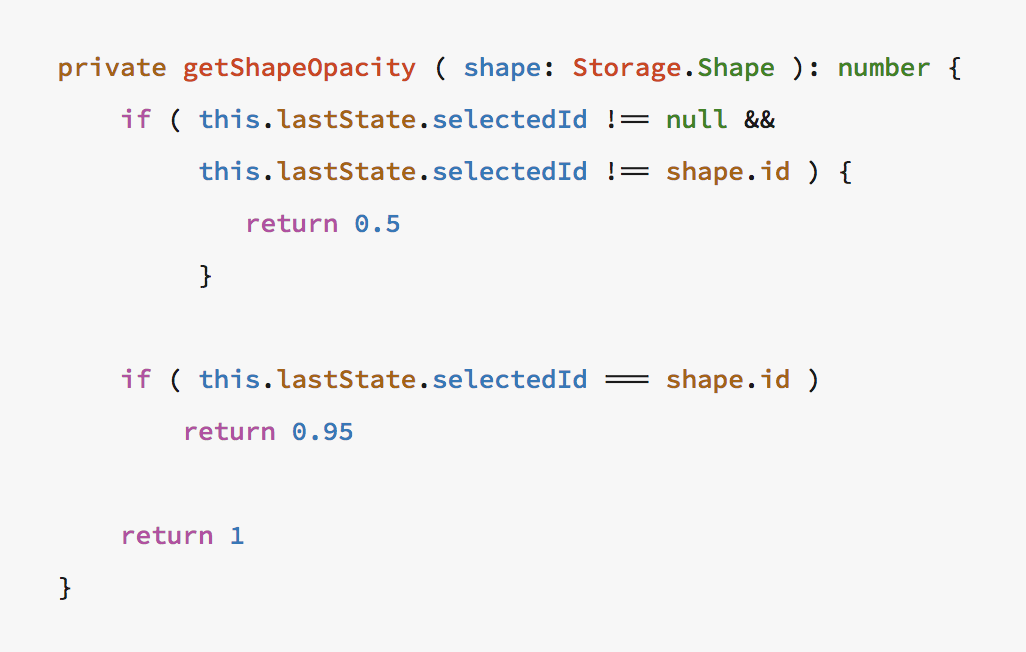 private getShapeOpacity ( shape: Storage.Shape ): number {
if ( this.lastState.selectedId !== null &&
this.lastState.selectedId !== shape.id ) {
return 0.5
}
if ( this.lastState.selectedId === shape.id )
return 0.95
return 1
}